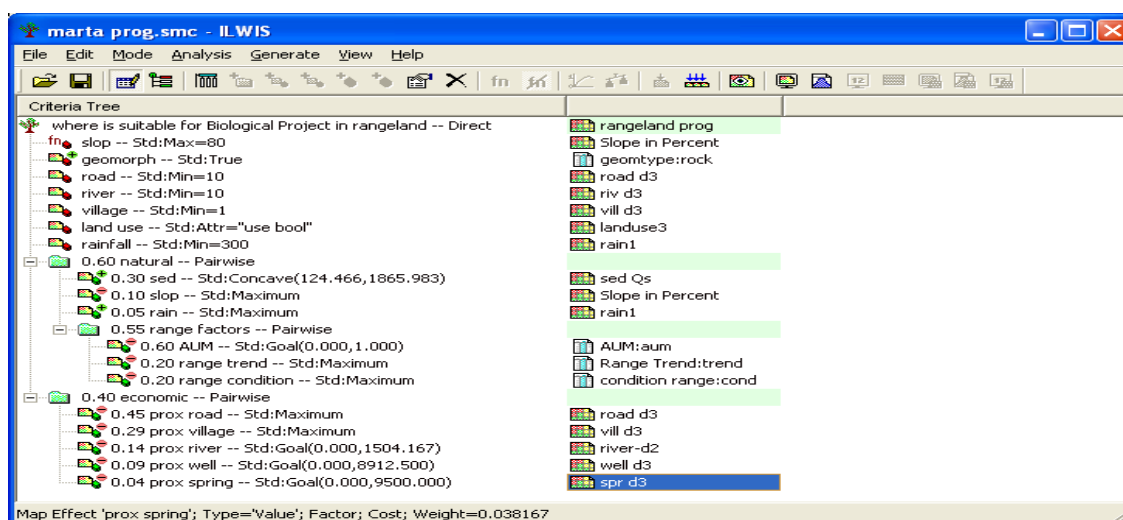 marta prog.smc - ILWIS
File Edit Mode Analysis Generate View Help
fn fn 12 12
Criteria Tree
where is suitable for Biological Project in rangeland -- Direct rangeland prog
fn slop -- Std:Max=80 Slope in Percent
geomorph -- Std:True geomtype:rock
road -- Std:Min=10 road d3
river -- Std:Min=10 riv d3
village -- Std:Min=1 vill d3
land use -- Std:Attr="use bool" landuse3
rainfall -- Std:Min=300 rain1
0.60 natural -- Pairwise
0.30 sed -- Std:Concave(124.466,1865.983) sed Qs
0.10 slop -- Std:Maximum Slope in Percent
0.05 rain -- Std:Maximum rain1
0.55 range factors -- Pairwise
0.60 AUM -- Std:Goal(0.000,1.000) AUM:aum
0.20 range trend -- Std:Maximum Range Trend:trend
0.20 range condition -- Std:Maximum condition range:cond
0.40 economic -- Pairwise
0.45 prox road -- Std:Maximum road d3
0.29 prox village -- Std:Maximum vill d3
0.14 prox river -- Std:Goal(0.000,1504.167) river-d2
0.09 prox well -- Std:Goal(0.000,8912.500) well d3
0.04 prox spring -- Std:Goal(0.000,9500.000) spr d3
Map Effect 'prox spring'; Type='Value'; Factor; Cost; Weight=0.038167